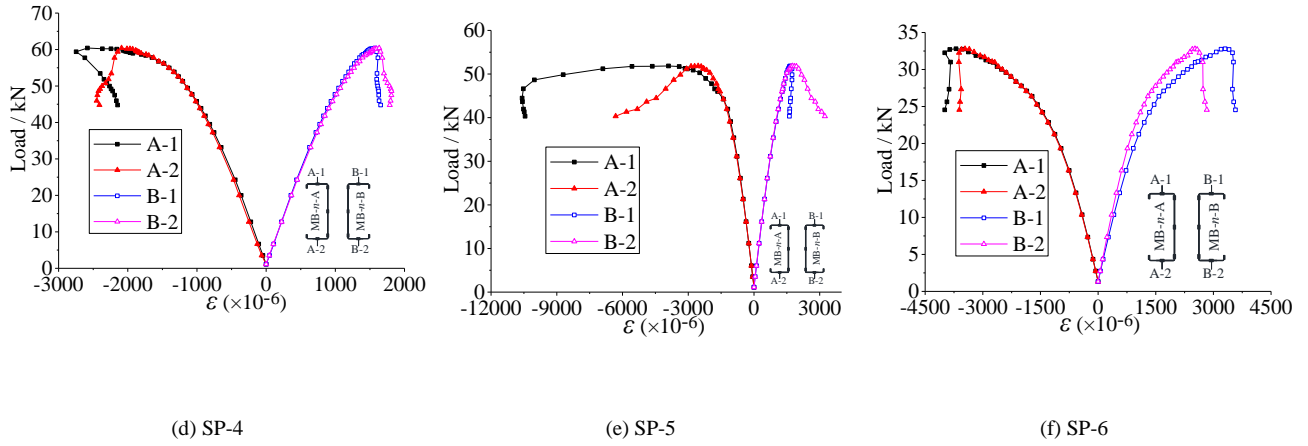 70
60
50
40
30
20
10
0
Load / kN
A-1
A-2
B-1
B-2
A-1
B-1
MB-n-A
MB-n-B
A-2
B-2
-3000
-2000
-1000
0
1000
2000
ε (×10-6)
(d) SP-4
60
50
40
30
20
10
0
Load / kN
A-1
A-2
B-1
B-2
A-1
B-1
MB-n-A
MB-n-B
A-2
B-2
-12000
-9000
-6000
-3000
0
3000
ε (×10-6)
(e) SP-5
35
30
25
20
15
10
5
0
Load / kN
A-1
A-2
B-1
B-2
A-1
B-1
MB-n-A
MB-n-B
A-2
B-2
-4500
-3000
-1500
0
1500
3000
4500
ε (×10-6)
(f) SP-6